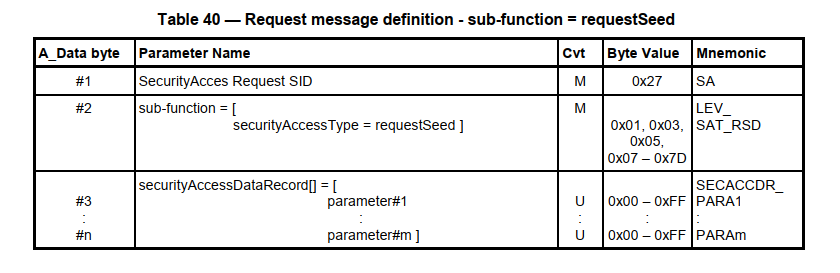 Table 40 — Request message definition - sub-function = requestSeed
A_Data byte Parameter Name Cvt Byte Value Mnemonic
#1 SecurityAcces Request SID M 0x27 SA
#2 sub-function = [ M LEV_
securityAccessType = requestSeed ] 0x01, 0x03, SAT_RSD
0x05,
0x07 – 0x7D
securityAccessDataRecord[] = [ SECACCDR_
#3 parameter#1 U 0x00 – 0xFF PARA1
: : : : :
#n parameter#m ] U 0x00 – 0xFF PARAm